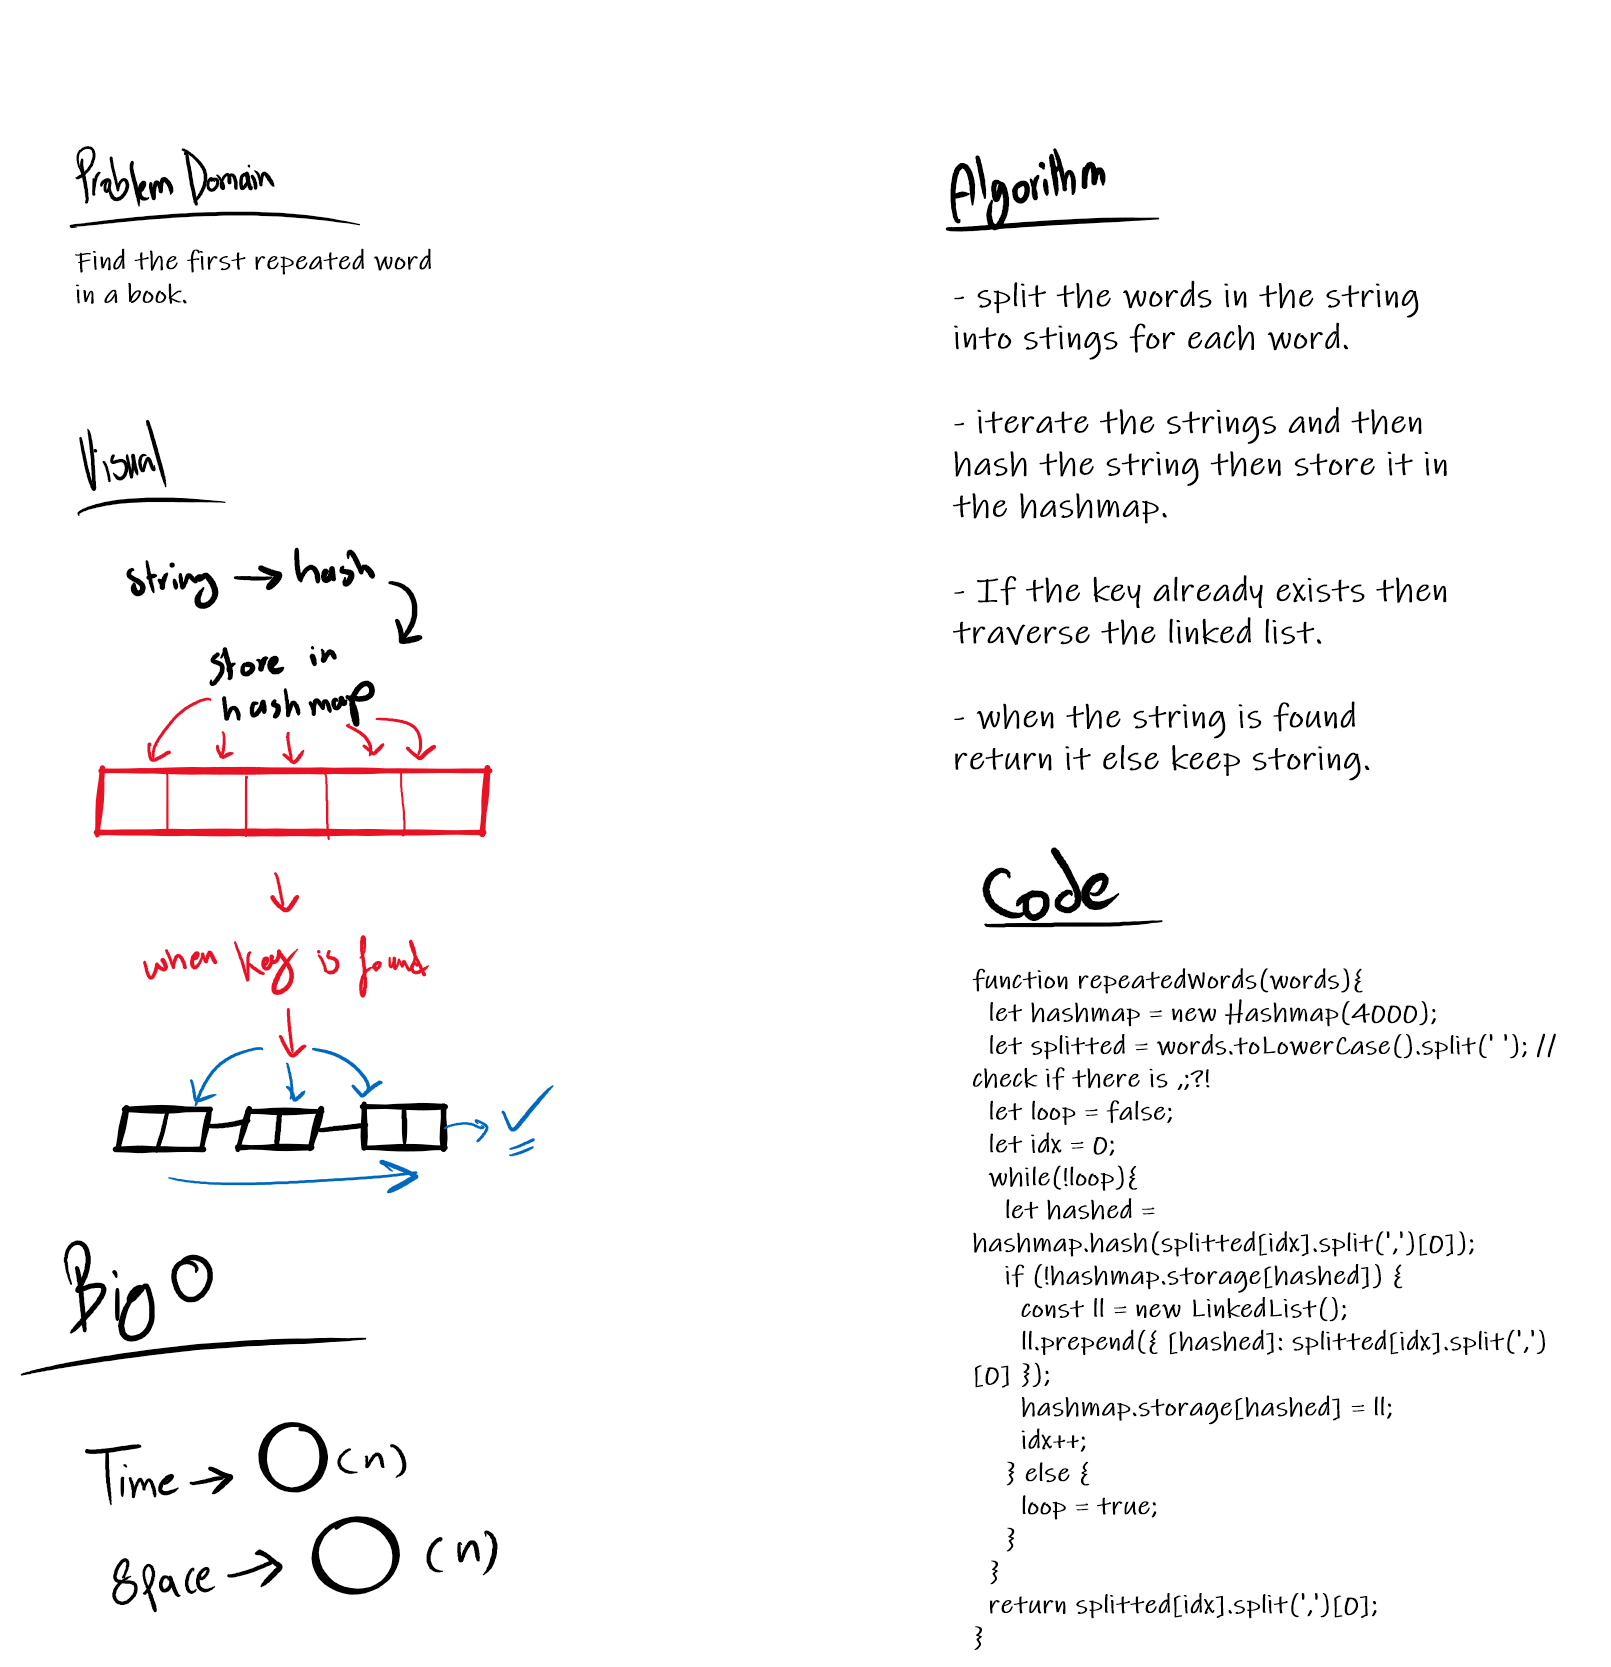 Problem Domain
Find the first repeated word
in a book.
Visual
string → hash
store in
hashmap
when key is found
Big O
Time → O(n)
Space → O(n)
Algorithm
- split the words in the string
into stings for each word.
- iterate the strings and then
hash the string then store it in
the hashmap.
- If the key already exists then
traverse the linked list.
- when the string is found
return it else keep storing.
Code
function repeatedWords(words){
let hashmap = new Hashmap(4000);
let splitted = words.toLowerCase().split(' '); //
check if there is ,;?!
let loop = false;
let idx = 0;
while(!loop){
let hashed =
hashmap.hash(splitted[idx].split(',')[0]);
if (!hashmap.storage[hashed]) {
const ll = new LinkedList();
ll.prepend({ [hashed]: splitted[idx].split(',')
[0] });
hashmap.storage[hashed] = ll;
idx++;
} else {
loop = true;
}
}
return splitted[idx].split(',')[0];
}